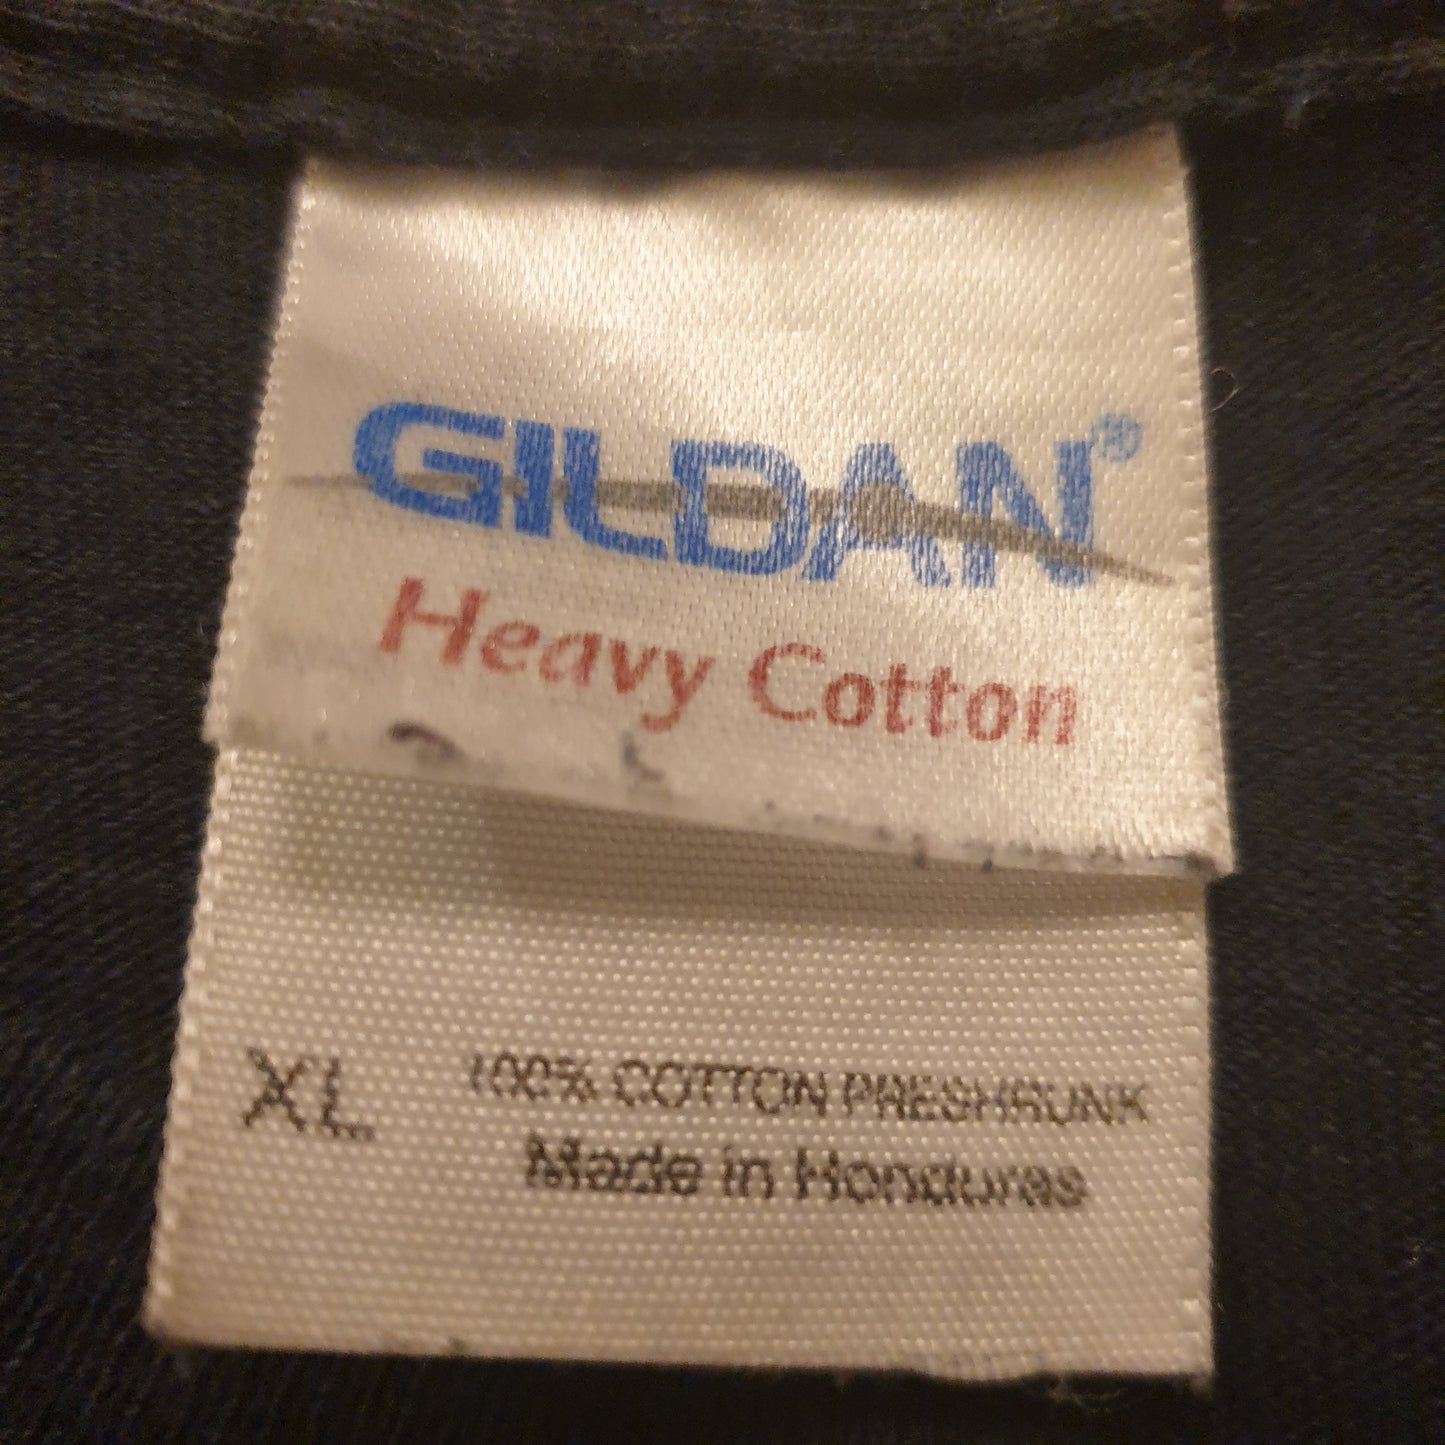 GILDAN®
Heavy Cotton
XL
100% COTTON PRESHRUNK
Made in Honduras